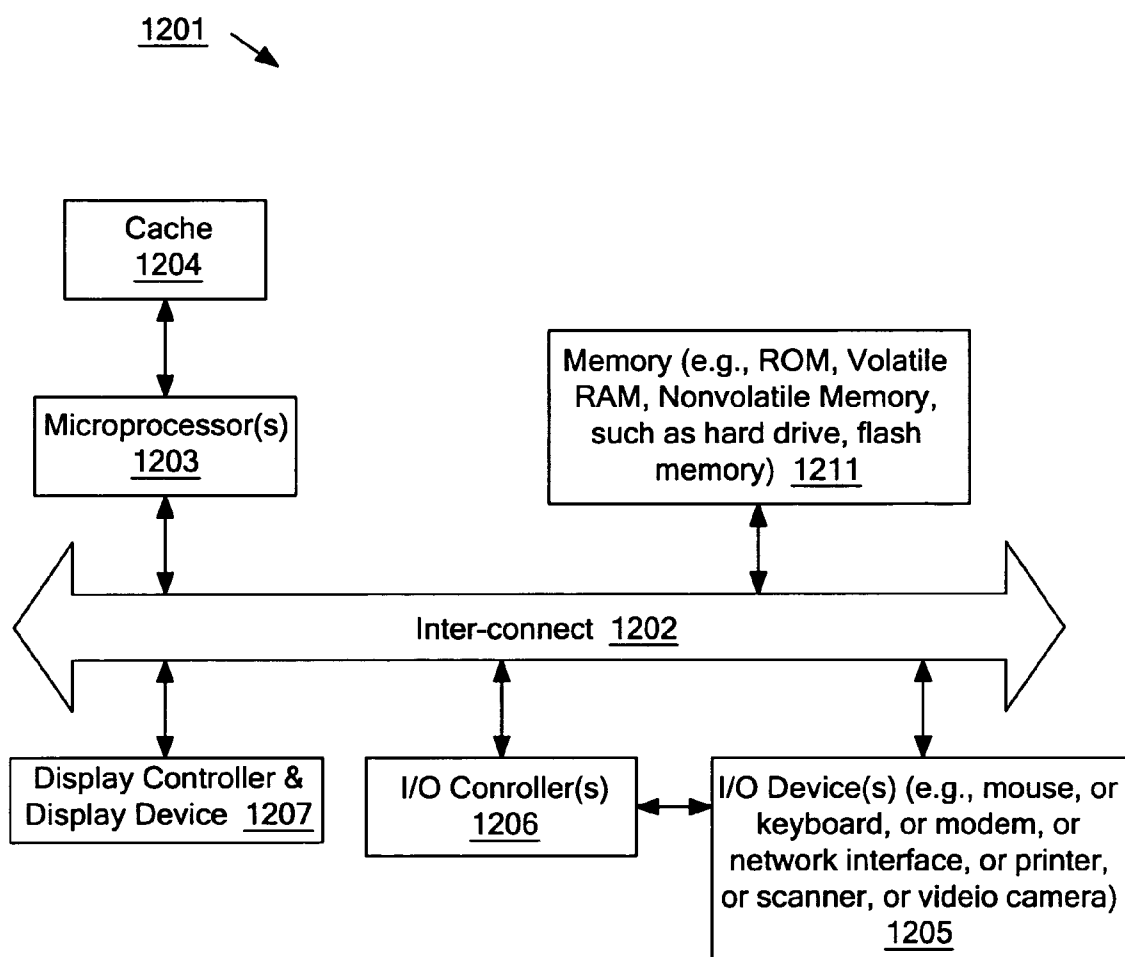 1201
Cache
1204
Microprocessor(s)
1203
Memory (e.g., ROM, Volatile
RAM, Nonvolatile Memory,
such as hard drive, flash
memory) 1211
Inter-connect 1202
Display Controller &
Display Device 1207
I/O Conroller(s)
1206
I/O Device(s) (e.g., mouse, or
keyboard, or modem, or
network interface, or printer,
or scanner, or videio camera)
1205